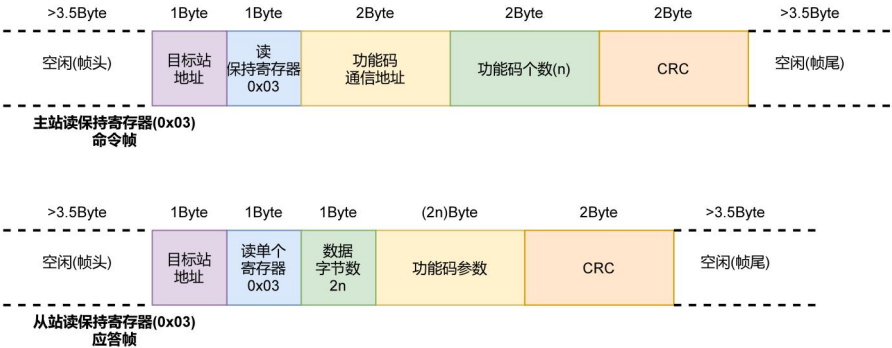 >3.5Byte 1Byte 1Byte 2Byte 2Byte 2Byte >3.5Byte
空闲(帧头)
目标站
地址
读
保持寄存器
0x03
功能码
通信地址
功能码个数(n)
CRC
空闲(帧尾)
主站读保持寄存器(0x03)
命令帧
>3.5Byte 1Byte 1Byte 1Byte (2n)Byte 2Byte >3.5Byte
空闲(帧头)
目标站
地址
读单个
寄存器
0x03
数据
字节数
2n
功能码参数
CRC
空闲(帧尾)
从站读保持寄存器(0x03)
应答帧